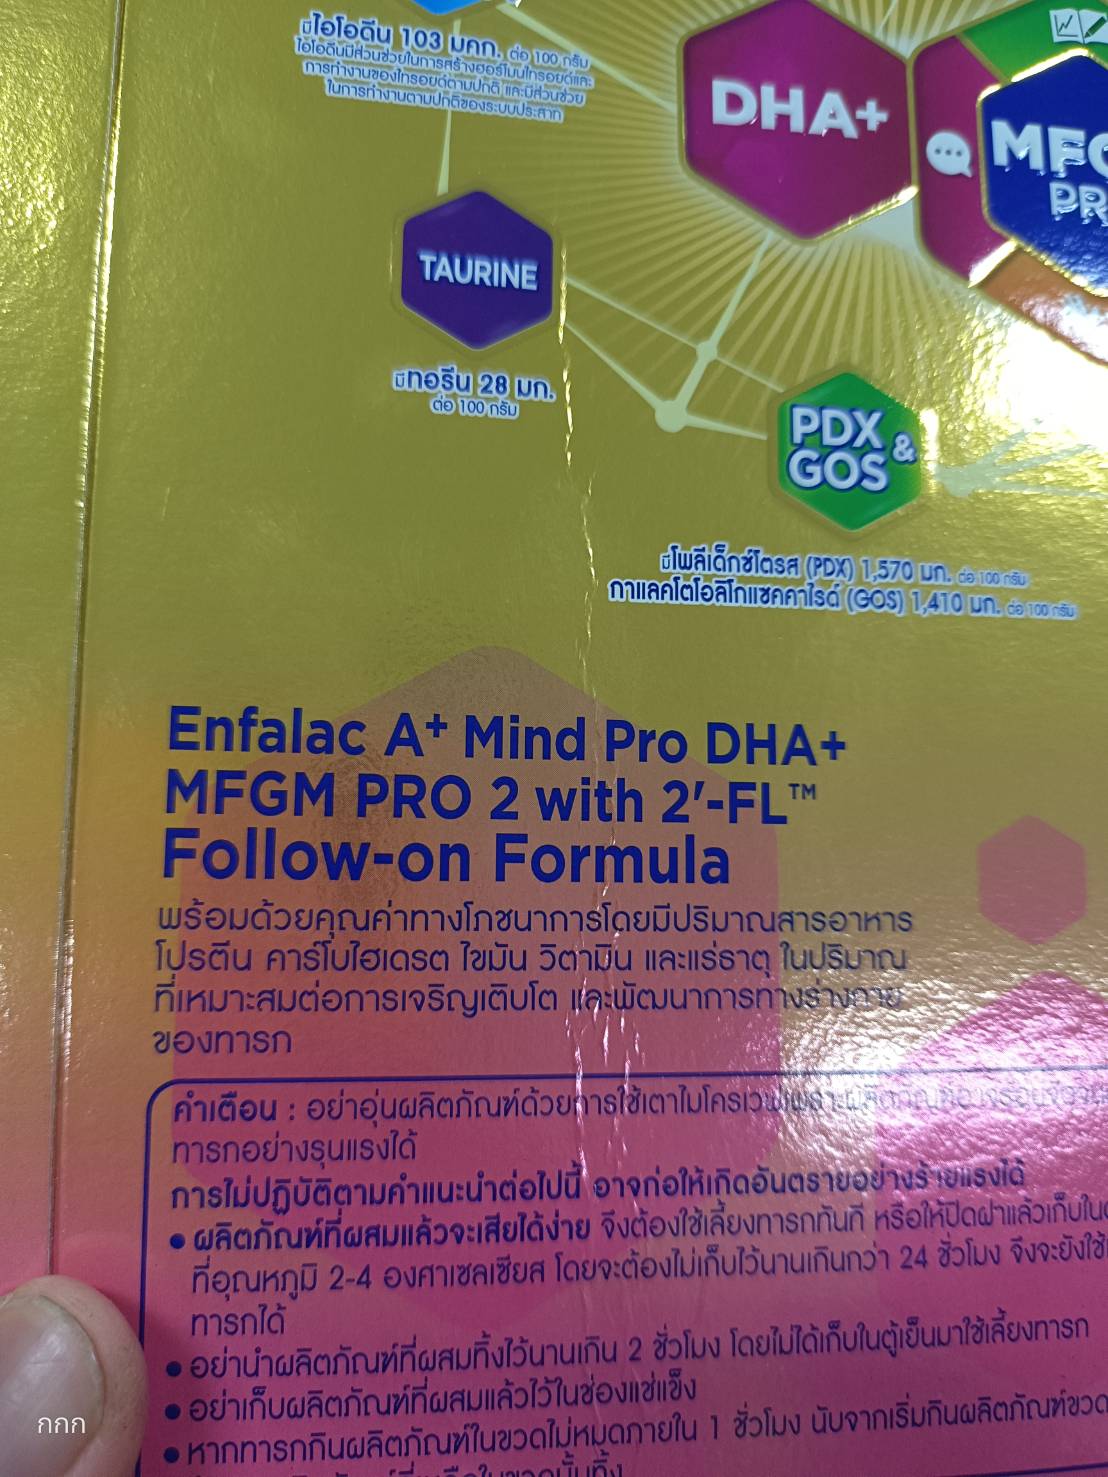 มีไอโอดีน 103 มคก. ต่อ 100 กรัม
ไอโอดีนมีส่วนช่วยในการสร้างฮอร์โมนไทรอยด์และ
การทำงานของไทรอยด์ตามปกติ และมีส่วนช่วย
ในการทำงานตามปกติของระบบประสาท
DHA+
MFG
PR
TAURINE
มีทอรีน 28 มก.
ต่อ 100 กรัม
PDX &
GOS
มีโพลีเด็กซ์โตรส (PDX) 1,570 มก. ต่อ 100 กรัม
กาแลคโตโอลิโกแซคคาไรด์ (GOS) 1,410 มก. ต่อ 100 กรัม
Enfalac A+ Mind Pro DHA+
MFGM PRO 2 with 2'-FL™
Follow-on Formula
พร้อมด้วยคุณค่าทางโภชนาการโดยมีปริมาณสารอาหาร
โปรตีน คาร์โบไฮเดรต ไขมัน วิตามิน และแร่ธาตุ ในปริมาณ
ที่เหมาะสมต่อการเจริญเติบโต และพัฒนาการทางร่างกาย
ของทารก
คำเตือน : อย่าอุ่นผลิตภัณฑ์ด้วยการใช้เตาไมโครเวฟเพราะผลิตภัณฑ์อาจร้อนจ
ทารกอย่างรุนแรงได้
การไม่ปฏิบัติตามคำแนะนำต่อไปนี้ อาจก่อให้เกิดอันตรายอย่างร้ายแรงได้
• ผลิตภัณฑ์ที่ผสมแล้วจะเสียได้ง่าย จึงต้องใช้เลี้ยงทารกทันที หรือให้ปิดฝาแล้วเก็บใน
ที่อุณหภูมิ 2-4 องศาเซลเซียส โดยจะต้องไม่เก็บไว้นานเกินกว่า 24 ชั่วโมง จึงจะยังใช้
ทารกได้
• อย่านำผลิตภัณฑ์ที่ผสมทิ้งไว้นานเกิน 2 ชั่วโมง โดยไม่ได้เก็บในตู้เย็นมาใช้เลี้ยงทารก
• อย่าเก็บผลิตภัณฑ์ที่ผสมแล้วไว้ในช่องแช่แข็ง
• หากทารกกินผลิตภัณฑ์ในขวดไม่หมดภายใน 1 ชั่วโมง นับจากเริ่มกินผลิตภัณฑ์ขวด
กกก